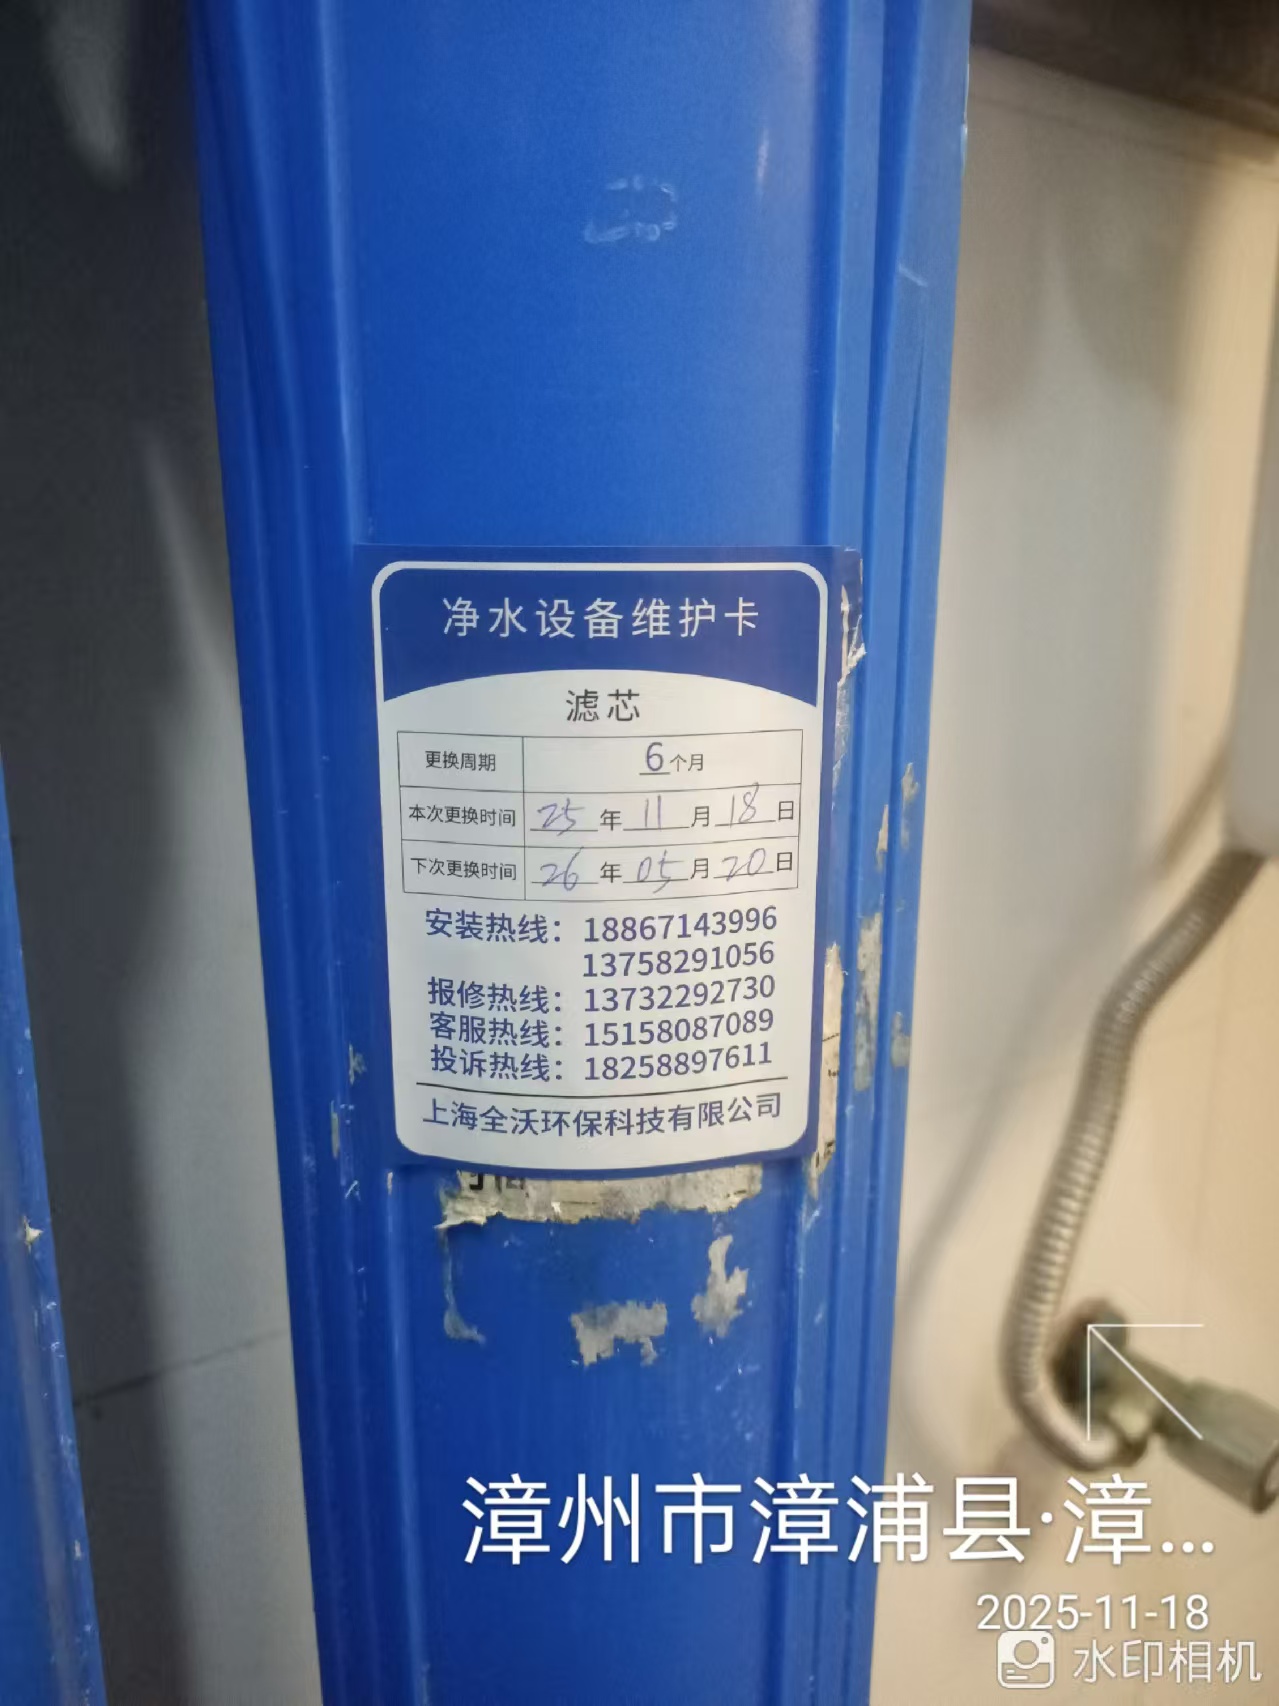 净水设备维护卡
滤芯
更换周期 6个月
本次更换时间 25年11月18日
下次更换时间 26年05月20日
安装热线：18867143996
13758291056
报修热线：13732292730
客服热线：15158087089
投诉热线：18258897611
上海全沃环保科技有限公司
漳州市漳浦县·漳...
2025-11-18
水印相机